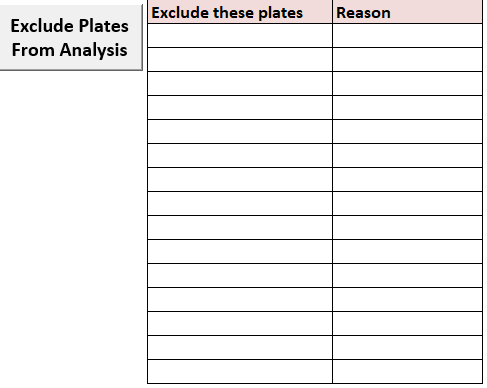 Exclude Plates
From Analysis
Exclude these plates
Reason